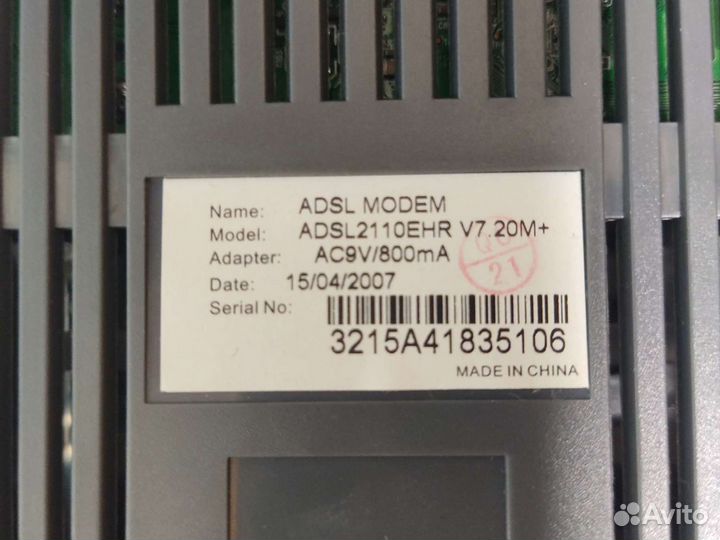 Name: ADSL MODEM
Model: ADSL2110EHR V7.20M+
Adapter: AC9V/800mA
Date: 15/04/2007
Serial No:
3215A41835106
MADE IN CHINA
QC
21
Avito